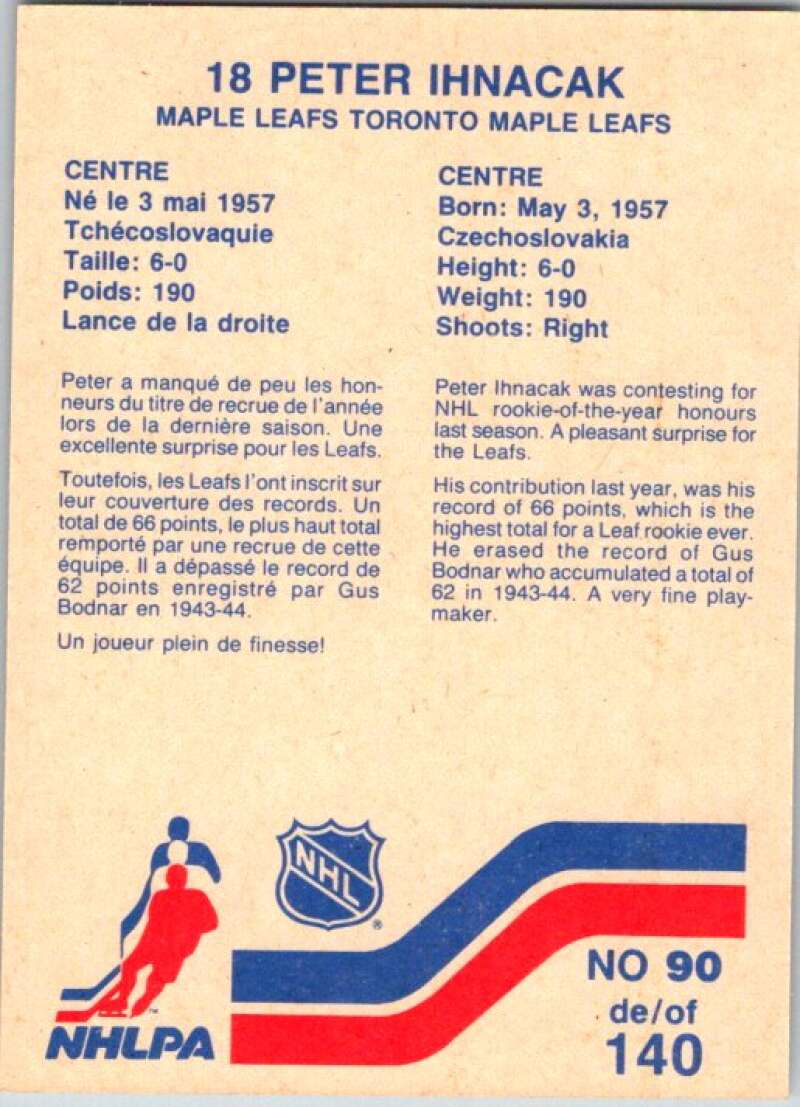 18 PETER IHNACAK
MAPLE LEAFS TORONTO MAPLE LEAFS
CENTRE
Né le 3 mai 1957
Tchécoslovaquie
Taille: 6-0
Poids: 190
Lance de la droite
Peter a manqué de peu les hon-
neurs du titre de recrue de l'année
lors de la dernière saison. Une
excellente surprise pour les Leafs.
Toutefois, les Leafs l'ont inscrit sur
leur couverture des records. Un
total de 66 points, le plus haut total
remporté par une recrue de cette
équipe. Il a dépassé le record de
62 points enregistré par Gus
Bodnar en 1943-44.
Un joueur plein de finesse!
CENTRE
Born: May 3, 1957
Czechoslovakia
Height: 6-0
Weight: 190
Shoots: Right
Peter Ihnacak was contesting for
NHL rookie-of-the-year honours
last season. A pleasant surprise for
the Leafs.
His contribution last year, was his
record of 66 points, which is the
highest total for a Leaf rookie ever.
He erased the record of Gus
Bodnar who accumulated a total of
62 in 1943-44. A very fine play-
maker.
NHL
®
™
NHLPA
NO 90
de/of
140